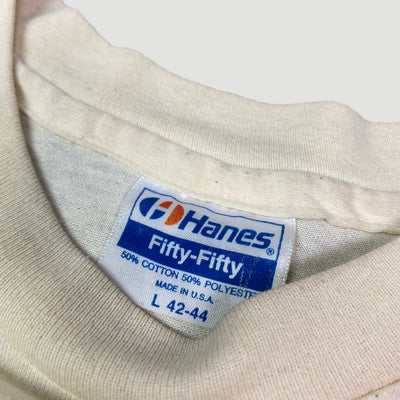 Hanes®
Fifty-Fifty
50% COTTON 50% POLYESTER
MADE IN U.S.A.
L 42-44